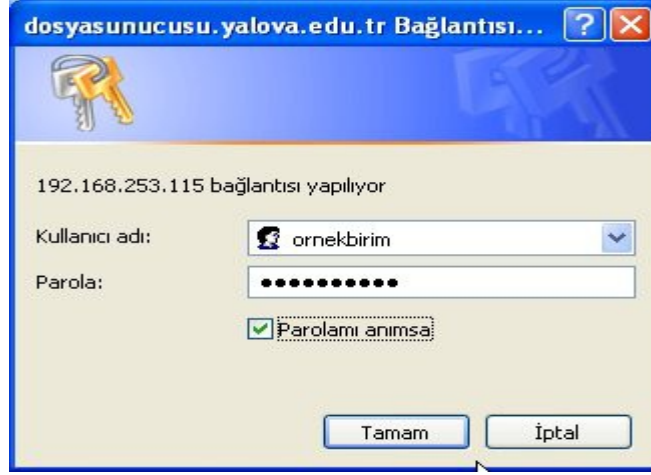 dosyasunucusu.yalova.edu.tr Bağlantısı...
192.168.253.115 bağlantısı yapılıyor
Kullanıcı adı:
ornekbirim
Parola:
●●●●●●●●●●
Parolamı anımsa
Tamam
İptal